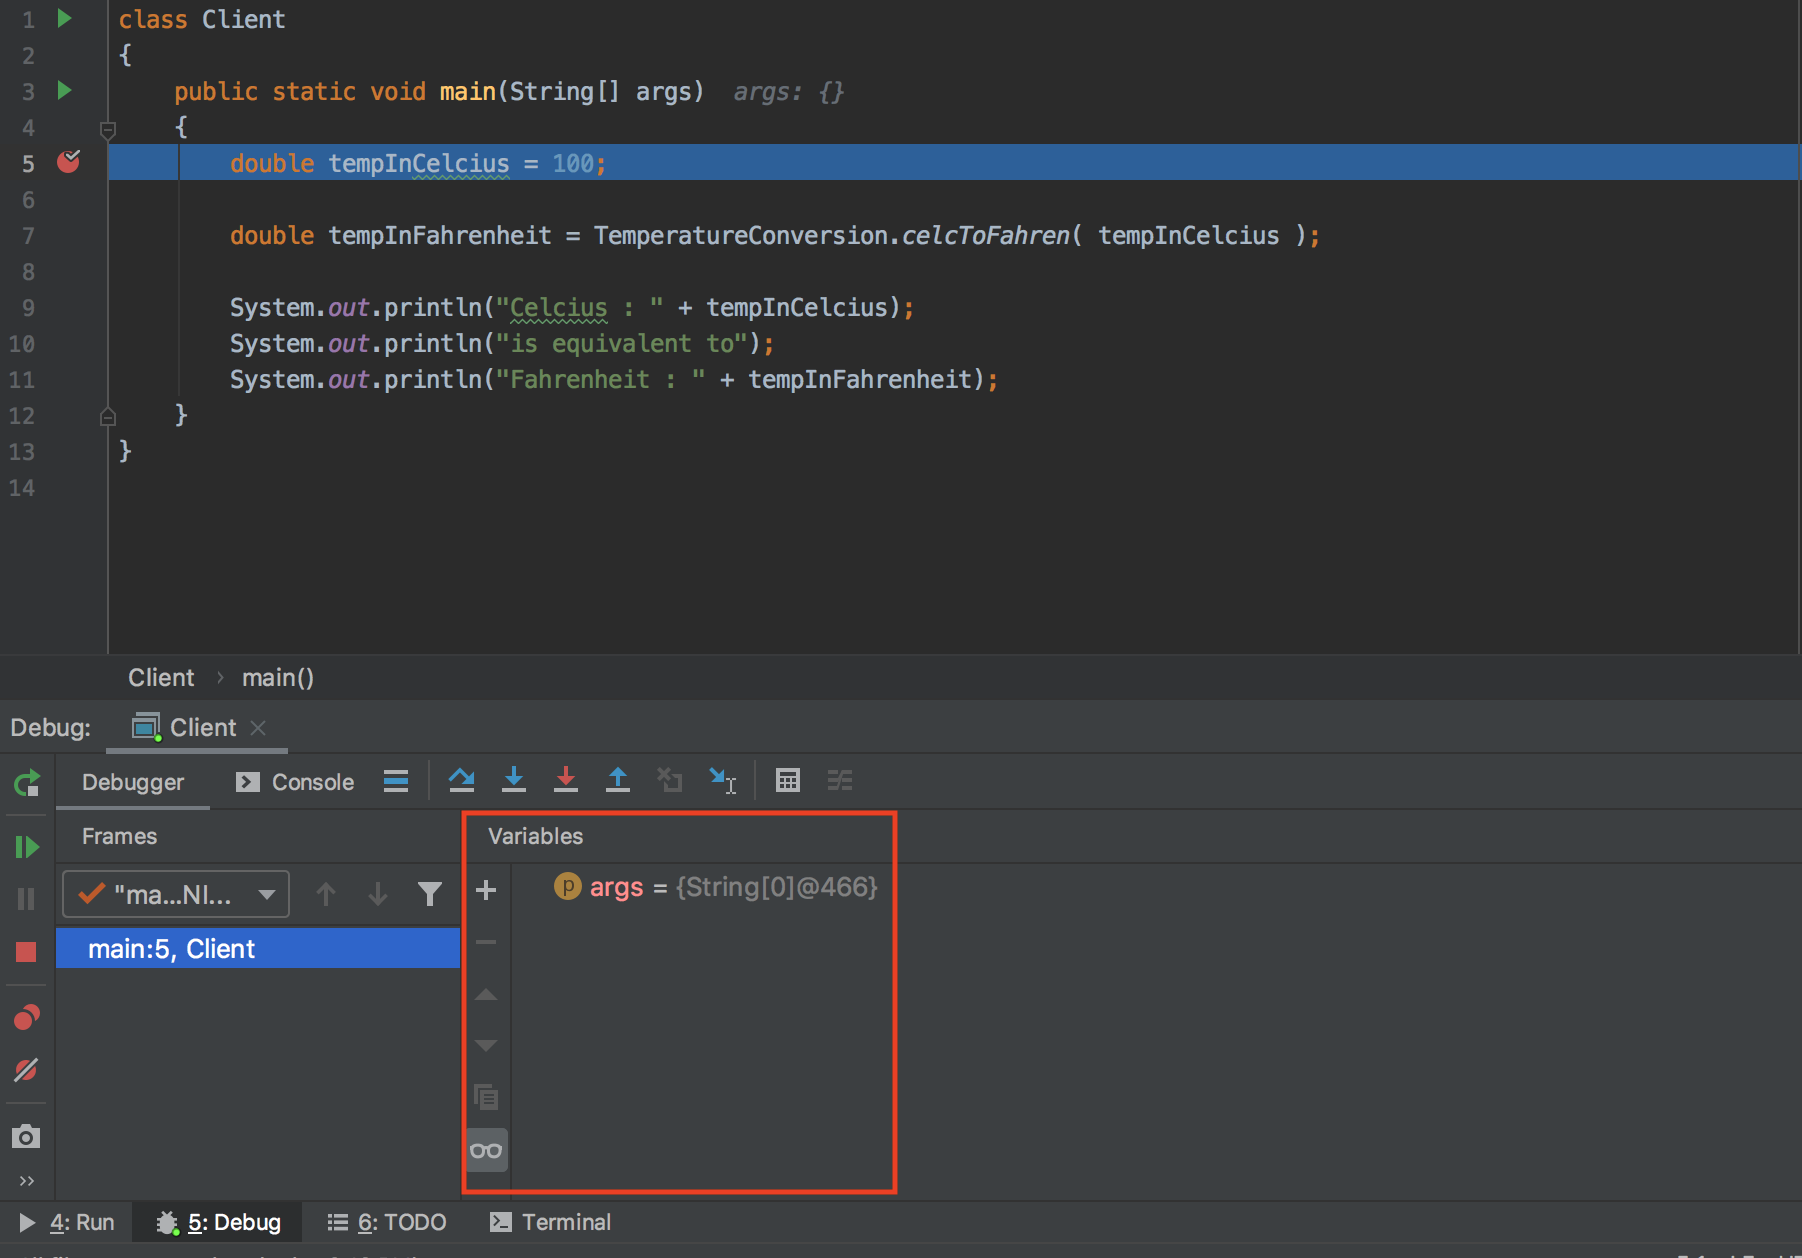 1 class Client
2 {
3 public static void main(String[] args) args: {}
4 {
5 double tempInCelcius = 100;
6
7 double tempInFahrenheit = TemperatureConversion.celcToFahren( tempInCelcius );
8
9 System.out.println("Celcius : " + tempInCelcius);
10 System.out.println("is equivalent to");
11 System.out.println("Fahrenheit : " + tempInFahrenheit);
12 }
13 }
14
Client › main()
Debug: Client
Debugger Console
Frames Variables
"ma...NI... p args = {String[0]@466}
main:5, Client
4: Run 5: Debug 6: TODO Terminal